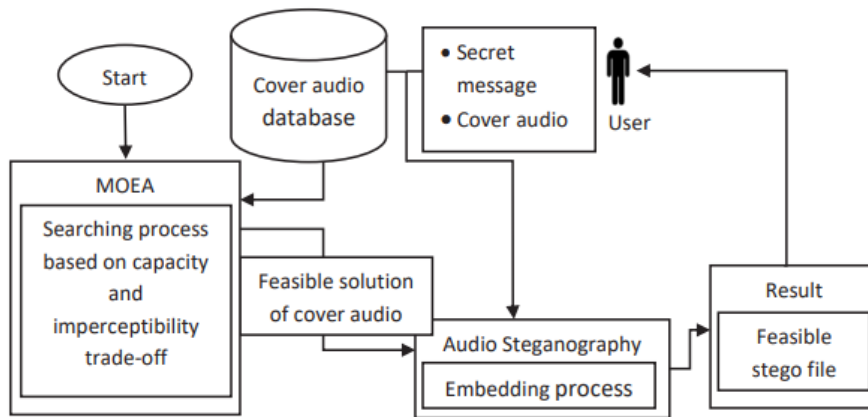 Start
Cover audio
database
• Secret
message
• Cover audio
User
MOEA
Searching process
based on capacity
and
imperceptibility
trade-off
Feasible solution
of cover audio
Audio Steganography
Embedding process
Result
Feasible
stego file